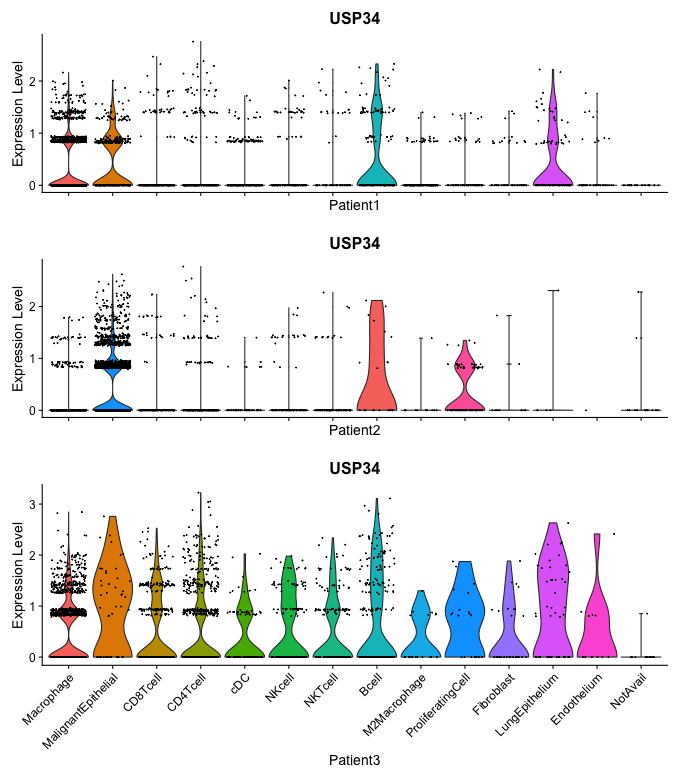 USP34
Expression Level
2
1
0
Patient1
USP34
Expression Level
2
1
0
Patient2
USP34
Expression Level
3
2
1
0
Macrophage
MalignantEpithelial
CD8Tcell
CD4Tcell
cDC
NKcell
NKTcell
Bcell
M2Macrophage
ProliferatingCell
Fibroblast
LungEpithelium
Endothelium
NotAvail
Patient3